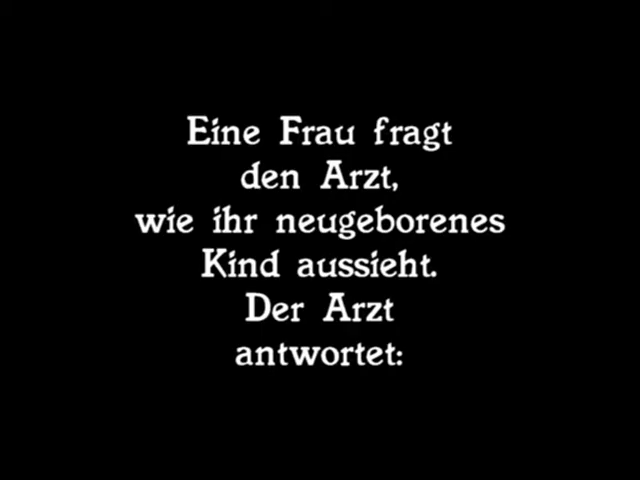 Eine Frau fragt
den Arzt,
wie ihr neugeborenes
Kind aussieht.
Der Arzt
antwortet: